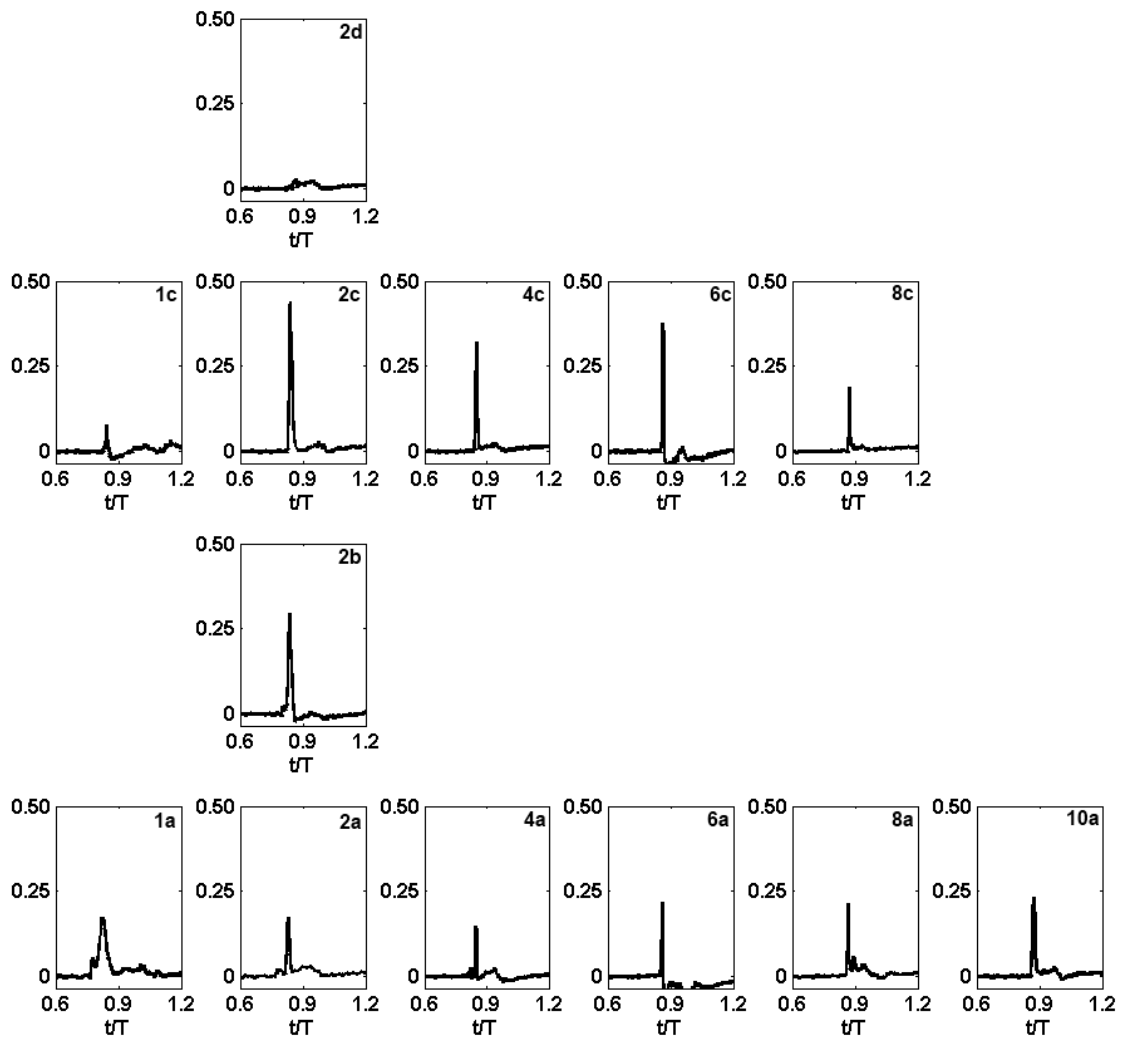 0.50
2d
0.25
0
0.6 0.9 1.2
t/T
0.50 1c 0.50 2c 0.50 4c 0.50 6c 0.50 8c
0.25 0.25 0.25 0.25 0.25
0 0 0 0 0
0.6 0.9 1.2 0.6 0.9 1.2 0.6 0.9 1.2 0.6 0.9 1.2 0.6 0.9 1.2
t/T t/T t/T t/T t/T
0.50
2b
0.25
0
0.6 0.9 1.2
t/T
0.50 0.50 0.50 0.50 0.50 0.50
1a 2a 4a 6a 8a 10a
0.25 0.25 0.25 0.25 0.25 0.25
0 0 0 0 0 0
0.6 0.9 1.2 0.6 0.9 1.2 0.6 0.9 1.2 0.6 0.9 1.2 0.6 0.9 1.2 0.6 0.9 1.2
t/T t/T t/T t/T t/T t/T